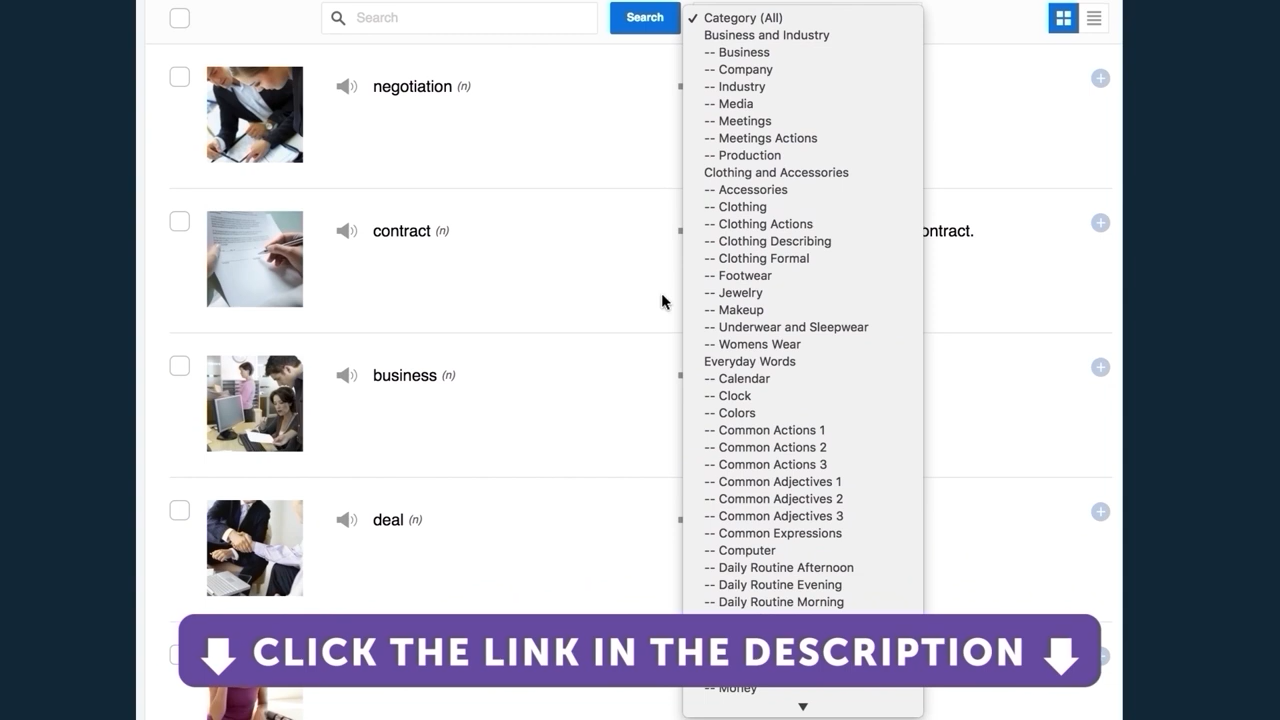 Search
Search
✓ Category (All)
Business and Industry
-- Business
-- Company
-- Industry
-- Media
-- Meetings
-- Meetings Actions
-- Production
Clothing and Accessories
-- Accessories
-- Clothing
-- Clothing Actions
-- Clothing Describing
-- Clothing Formal
-- Footwear
-- Jewelry
-- Makeup
-- Underwear and Sleepwear
-- Womens Wear
Everyday Words
-- Calendar
-- Clock
-- Colors
-- Common Actions 1
-- Common Actions 2
-- Common Actions 3
-- Common Adjectives 1
-- Common Adjectives 2
-- Common Adjectives 3
-- Common Expressions
-- Computer
-- Daily Routine Afternoon
-- Daily Routine Evening
-- Daily Routine Morning
-- Money
negotiation (n)
contract (n)
ontract.
business (n)
deal (n)
CLICK THE LINK IN THE DESCRIPTION